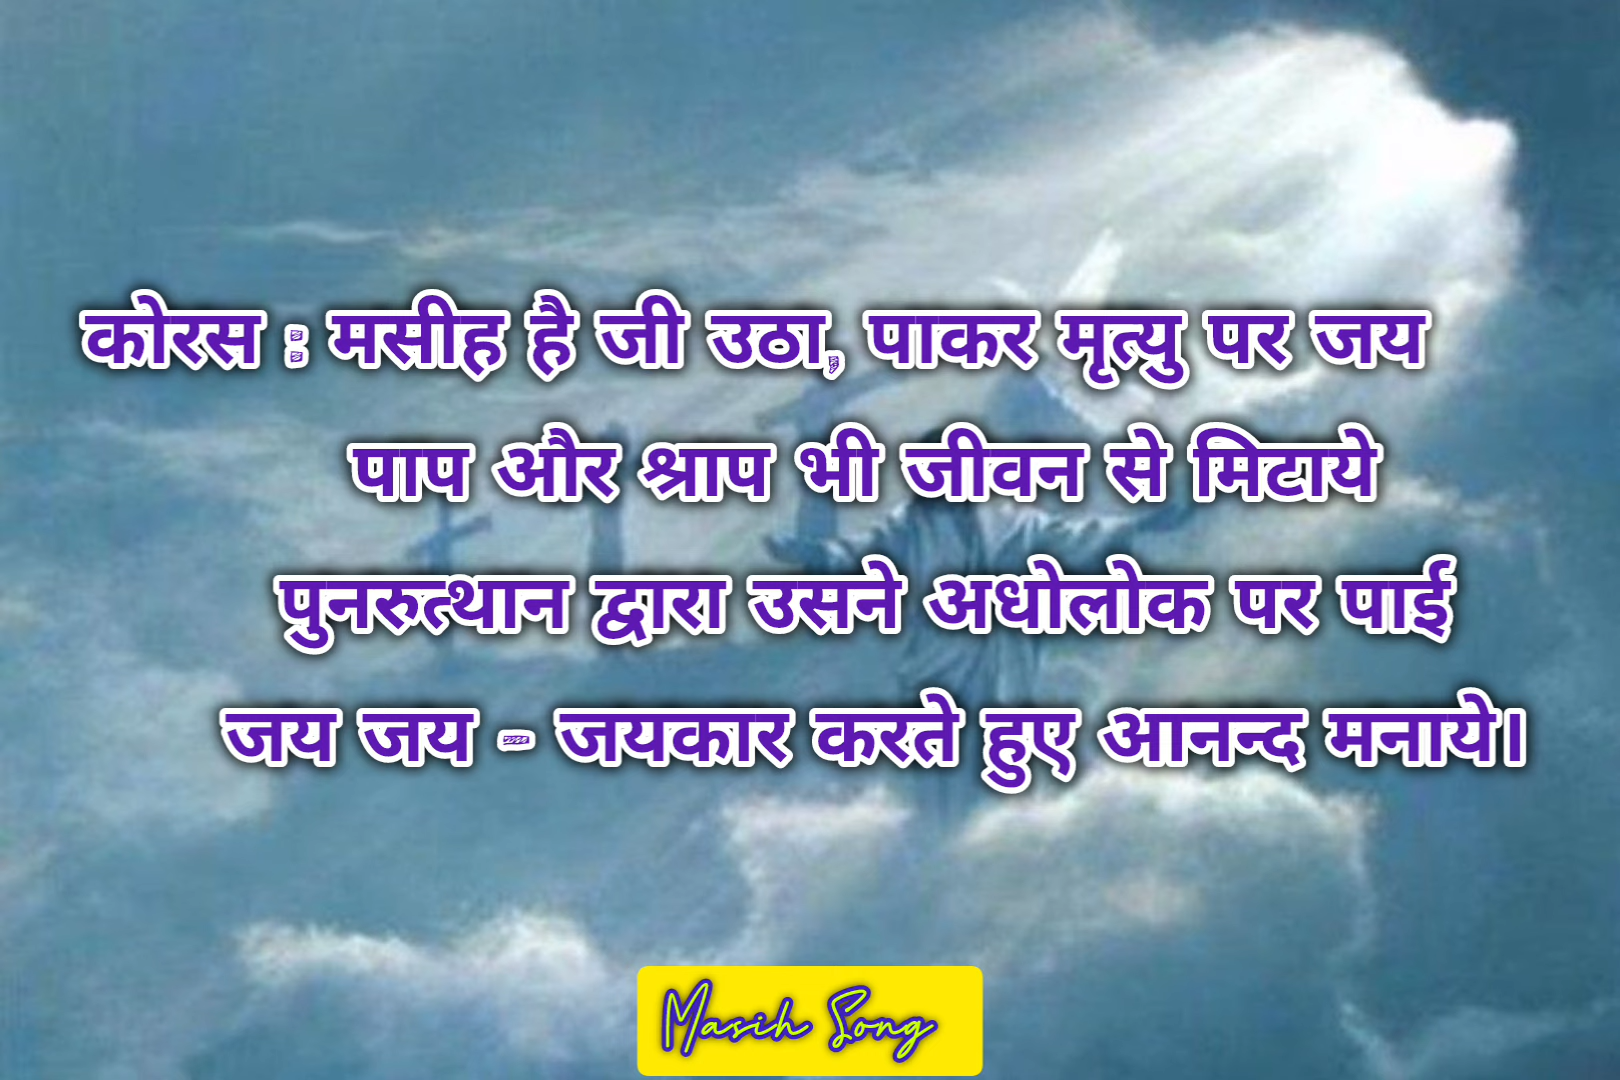 कोरस : मसीह है जी उठा, पाकर मृत्यु पर जय
पाप और श्राप भी जीवन से मिटाये
पुनरुत्थान द्वारा उसने अधोलोक पर पाई
जय जय - जयकार करते हुए आनन्द मनाये।
Masih Song